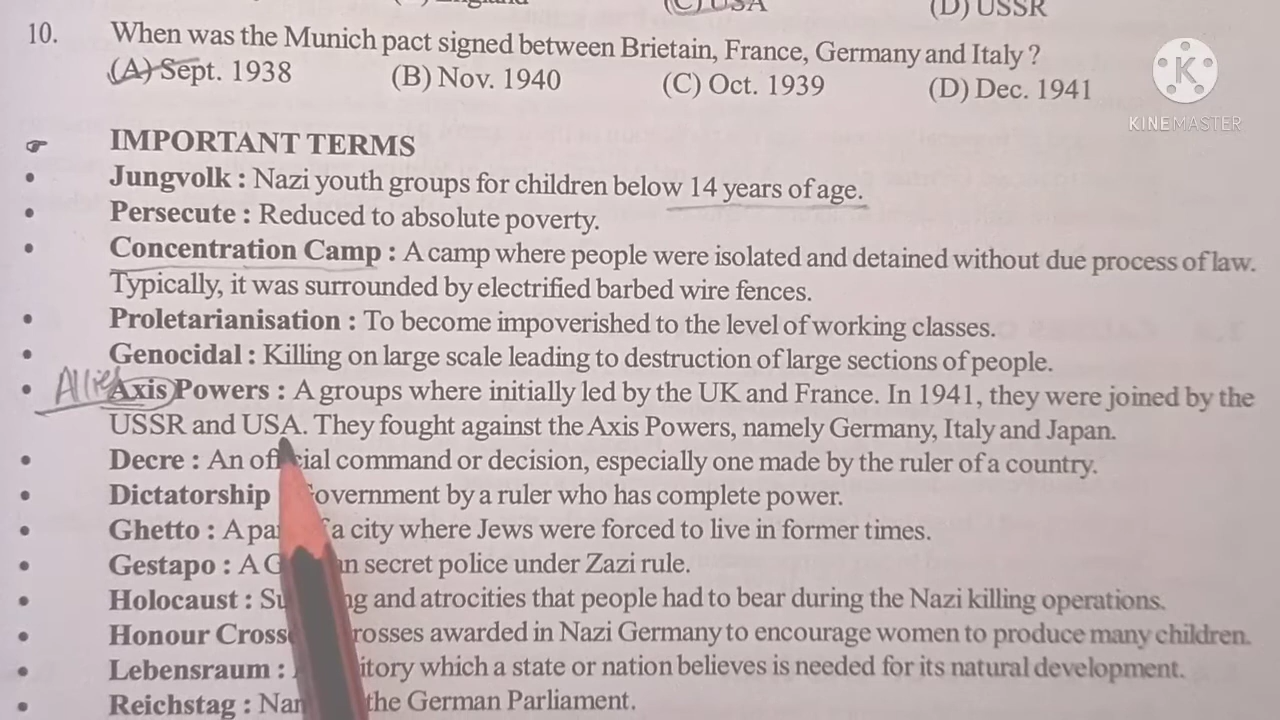 (C) USA (D) USSR
10. When was the Munich pact signed between Brietain, France, Germany and Italy ?
(A) Sept. 1938 (B) Nov. 1940 (C) Oct. 1939 (D) Dec. 1941
K
KINEMASTER
☞ IMPORTANT TERMS
• Jungvolk : Nazi youth groups for children below 14 years of age.
• Persecute : Reduced to absolute poverty.
• Concentration Camp : A camp where people were isolated and detained without due process of law.
Typically, it was surrounded by electrified barbed wire fences.
• Proletarianisation : To become impoverished to the level of working classes.
• Genocidal : Killing on large scale leading to destruction of large sections of people.
• Allies Axis Powers : A groups where initially led by the UK and France. In 1941, they were joined by the
USSR and USA. They fought against the Axis Powers, namely Germany, Italy and Japan.
• Decre : An official command or decision, especially one made by the ruler of a country.
• Dictatorship overnment by a ruler who has complete power.
• Ghetto : A pa a city where Jews were forced to live in former times.
• Gestapo : A G an secret police under Zazi rule.
• Holocaust : Su ng and atrocities that people had to bear during the Nazi killing operations.
• Honour Crosse rosses awarded in Nazi Germany to encourage women to produce many children.
• Lebensraum : itory which a state or nation believes is needed for its natural development.
• Reichstag : Nam the German Parliament.